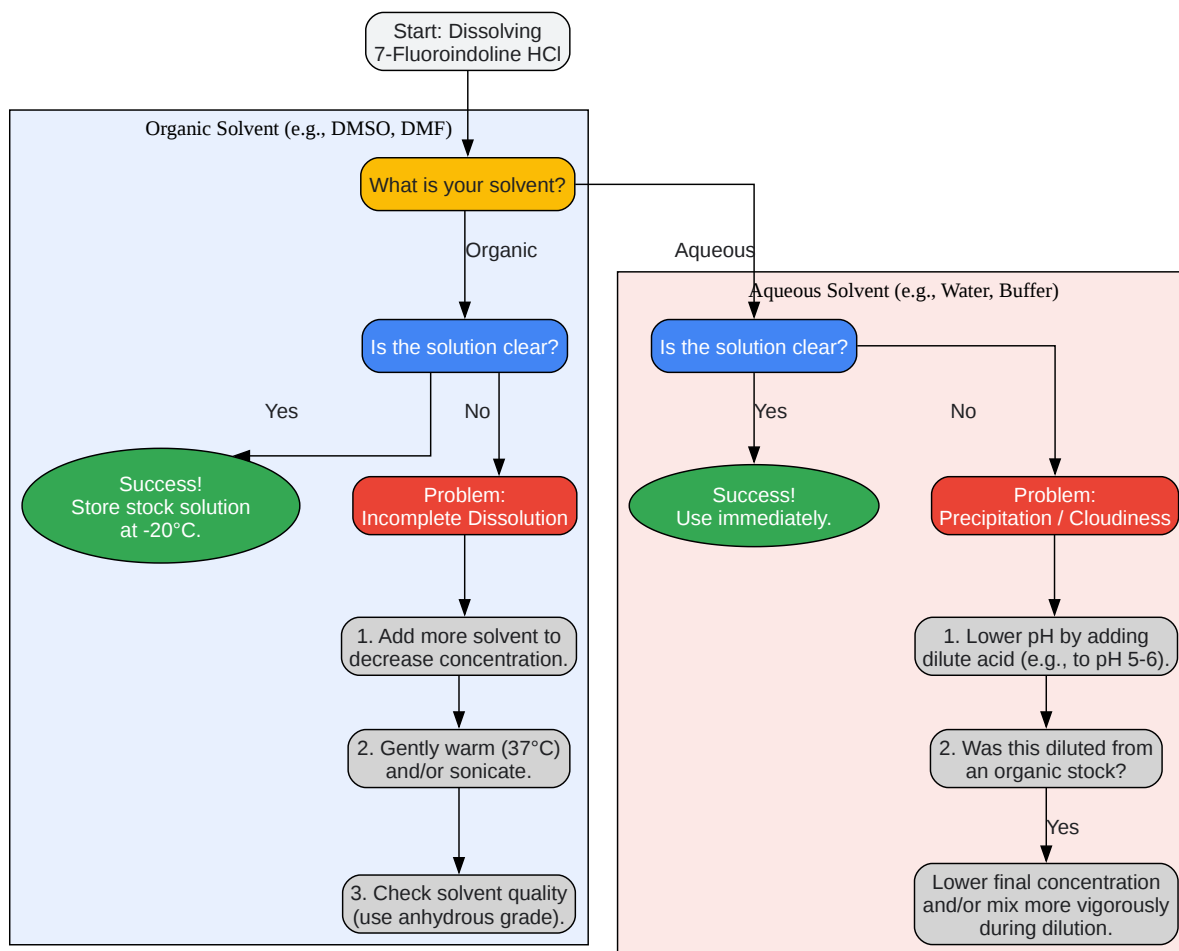 Start: Dissolving
7-Fluoroindoline HCl
Organic Solvent (e.g., DMSO, DMF)
What is your solvent?
Organic
Aqueous
Aqueous Solvent (e.g., Water, Buffer)
Is the solution clear?
Is the solution clear?
Yes
No
Yes
No
Success!
Store stock solution
at -20°C.
Problem:
Incomplete Dissolution
Success!
Use immediately.
Problem:
Precipitation / Cloudiness
1. Add more solvent to
decrease concentration.
1. Lower pH by adding
dilute acid (e.g., to pH 5-6).
2. Gently warm (37°C)
and/or sonicate.
2. Was this diluted from
an organic stock?
Yes
3. Check solvent quality
(use anhydrous grade).
Lower final concentration
and/or mix more vigorously
during dilution.